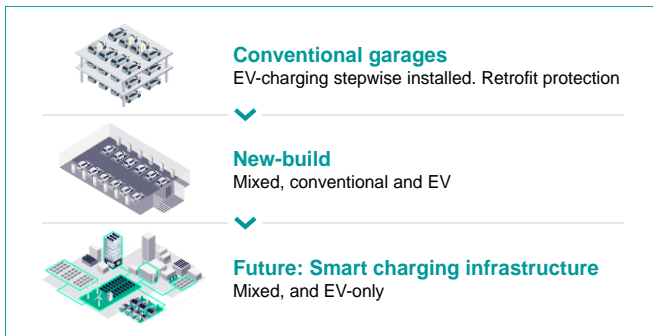 Conventional garages
EV-charging stepwise installed. Retrofit protection
New-build
Mixed, conventional and EV
Future: Smart charging infrastructure
Mixed, and EV-only